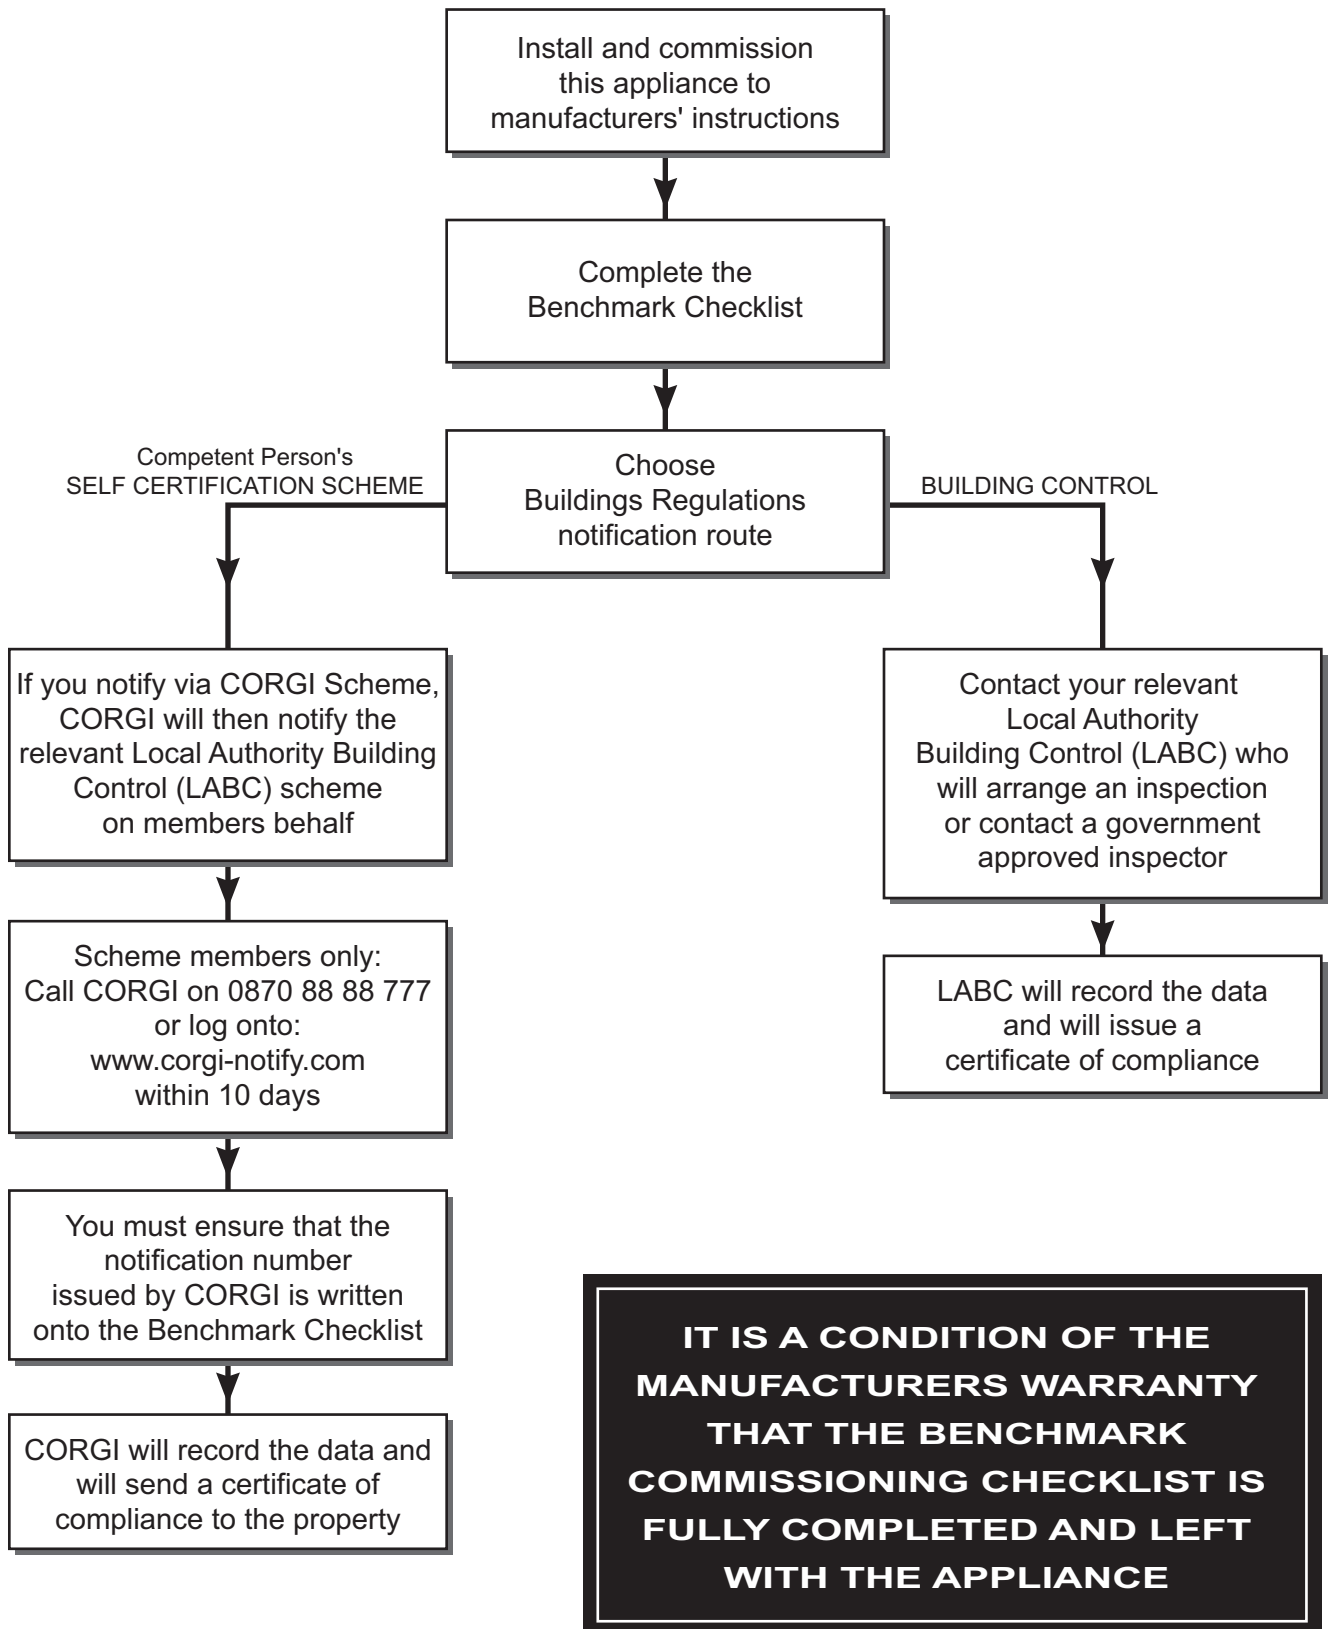 Install and commission
this appliance to
manufacturers' instructions
Complete the
Benchmark Checklist
Choose
Buildings Regulations
notification route
Competent Person's
SELF CERTIFICATION SCHEME
BUILDING CONTROL
If you notify via CORGI Scheme,
CORGI will then notify the
relevant Local Authority Building
Control (LABC) scheme
on members behalf
Scheme members only:
Call CORGI on 0870 88 88 777
or log onto:
www.corgi-notify.com
within 10 days
You must ensure that the
notification number
issued by CORGI is written
onto the Benchmark Checklist
CORGI will record the data and
will send a certificate of
compliance to the property
Contact your relevant
Local Authority
Building Control (LABC) who
will arrange an inspection
or contact a government
approved inspector
LABC will record the data
and will issue a
certificate of compliance
IT IS A CONDITION OF THE
MANUFACTURERS WARRANTY
THAT THE BENCHMARK
COMMISSIONING CHECKLIST IS
FULLY COMPLETED AND LEFT
WITH THE APPLIANCE